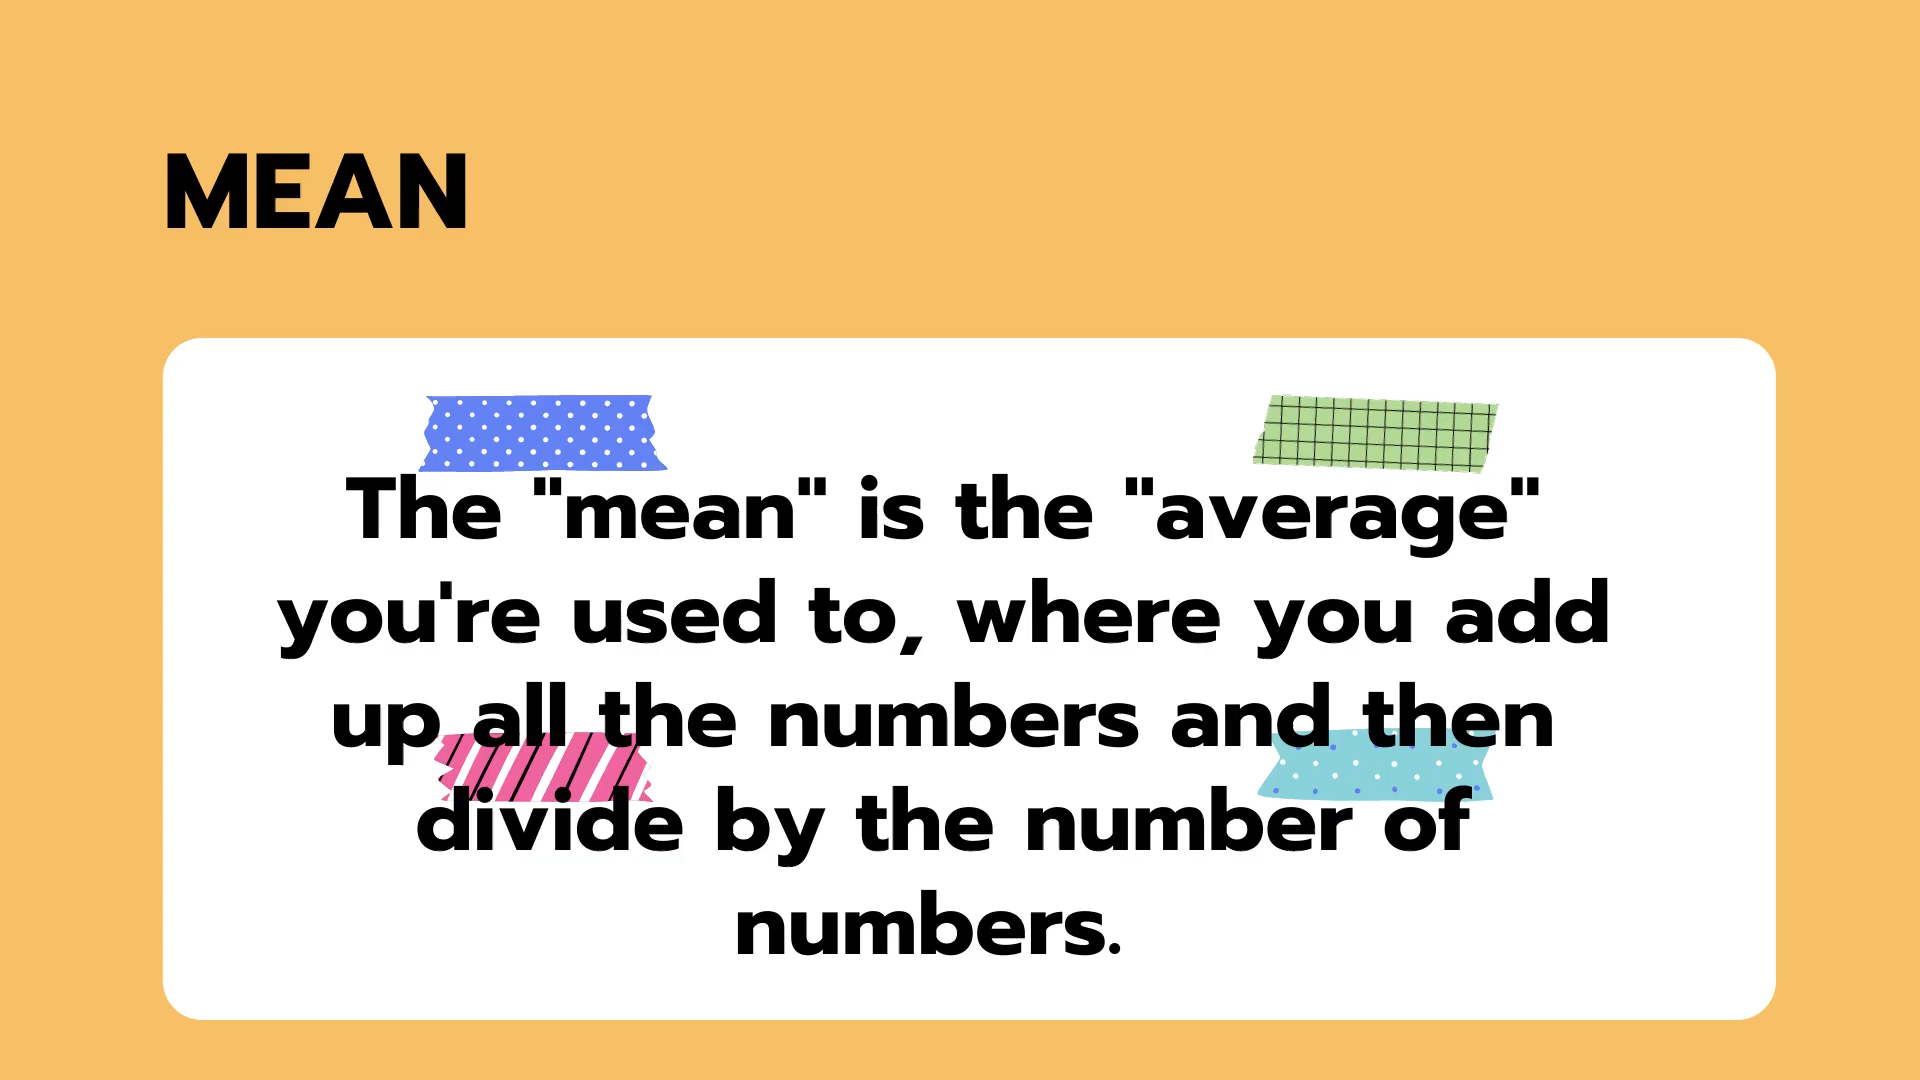 MEAN
The "mean" is the "average"
you're used to, where you add
up all the numbers and then
divide by the number of
numbers.